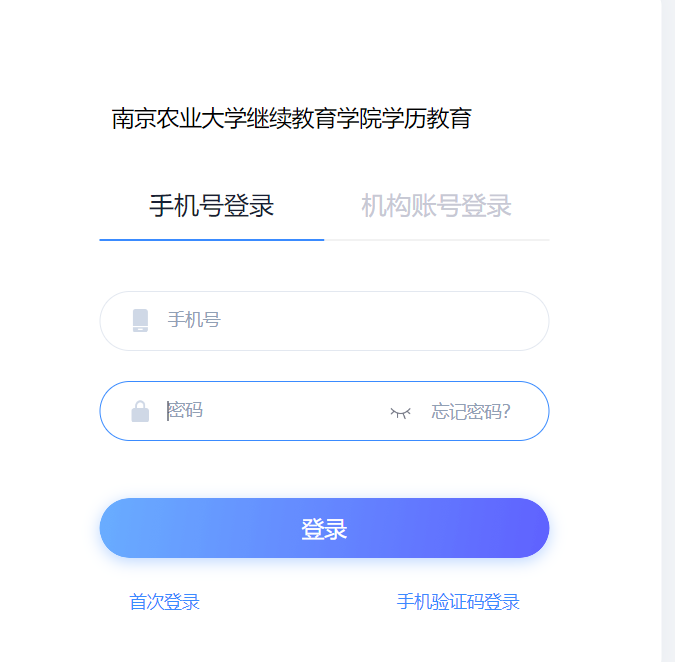 南京农业大学继续教育学院学历教育
手机号登录 机构账号登录
手机号
密码 忘记密码?
登录
首次登录 手机验证码登录